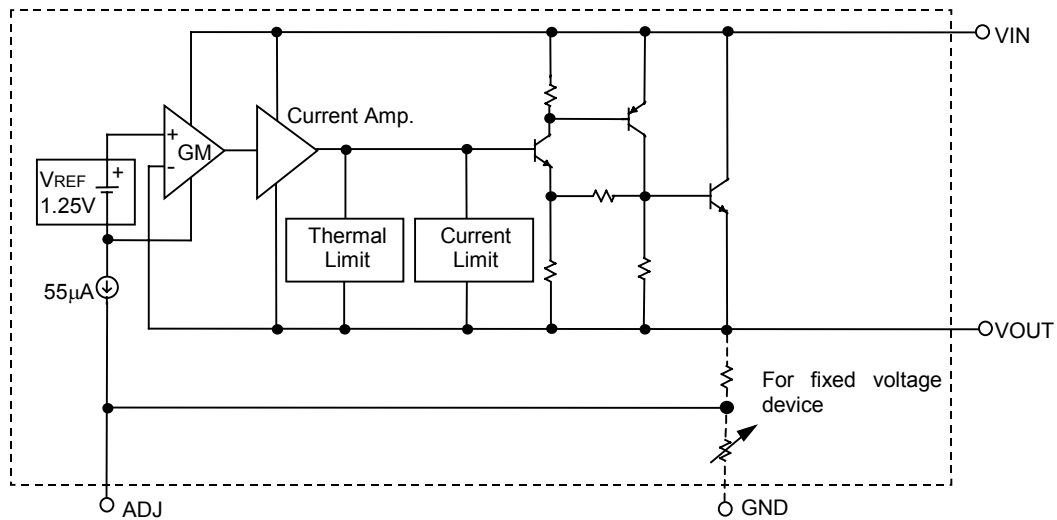 VIN
Current Amp.
+
GM
-
+
VREF
1.25V
Thermal
Limit
Current
Limit
55μA
VOUT
For fixed voltage
device
ADJ
GND